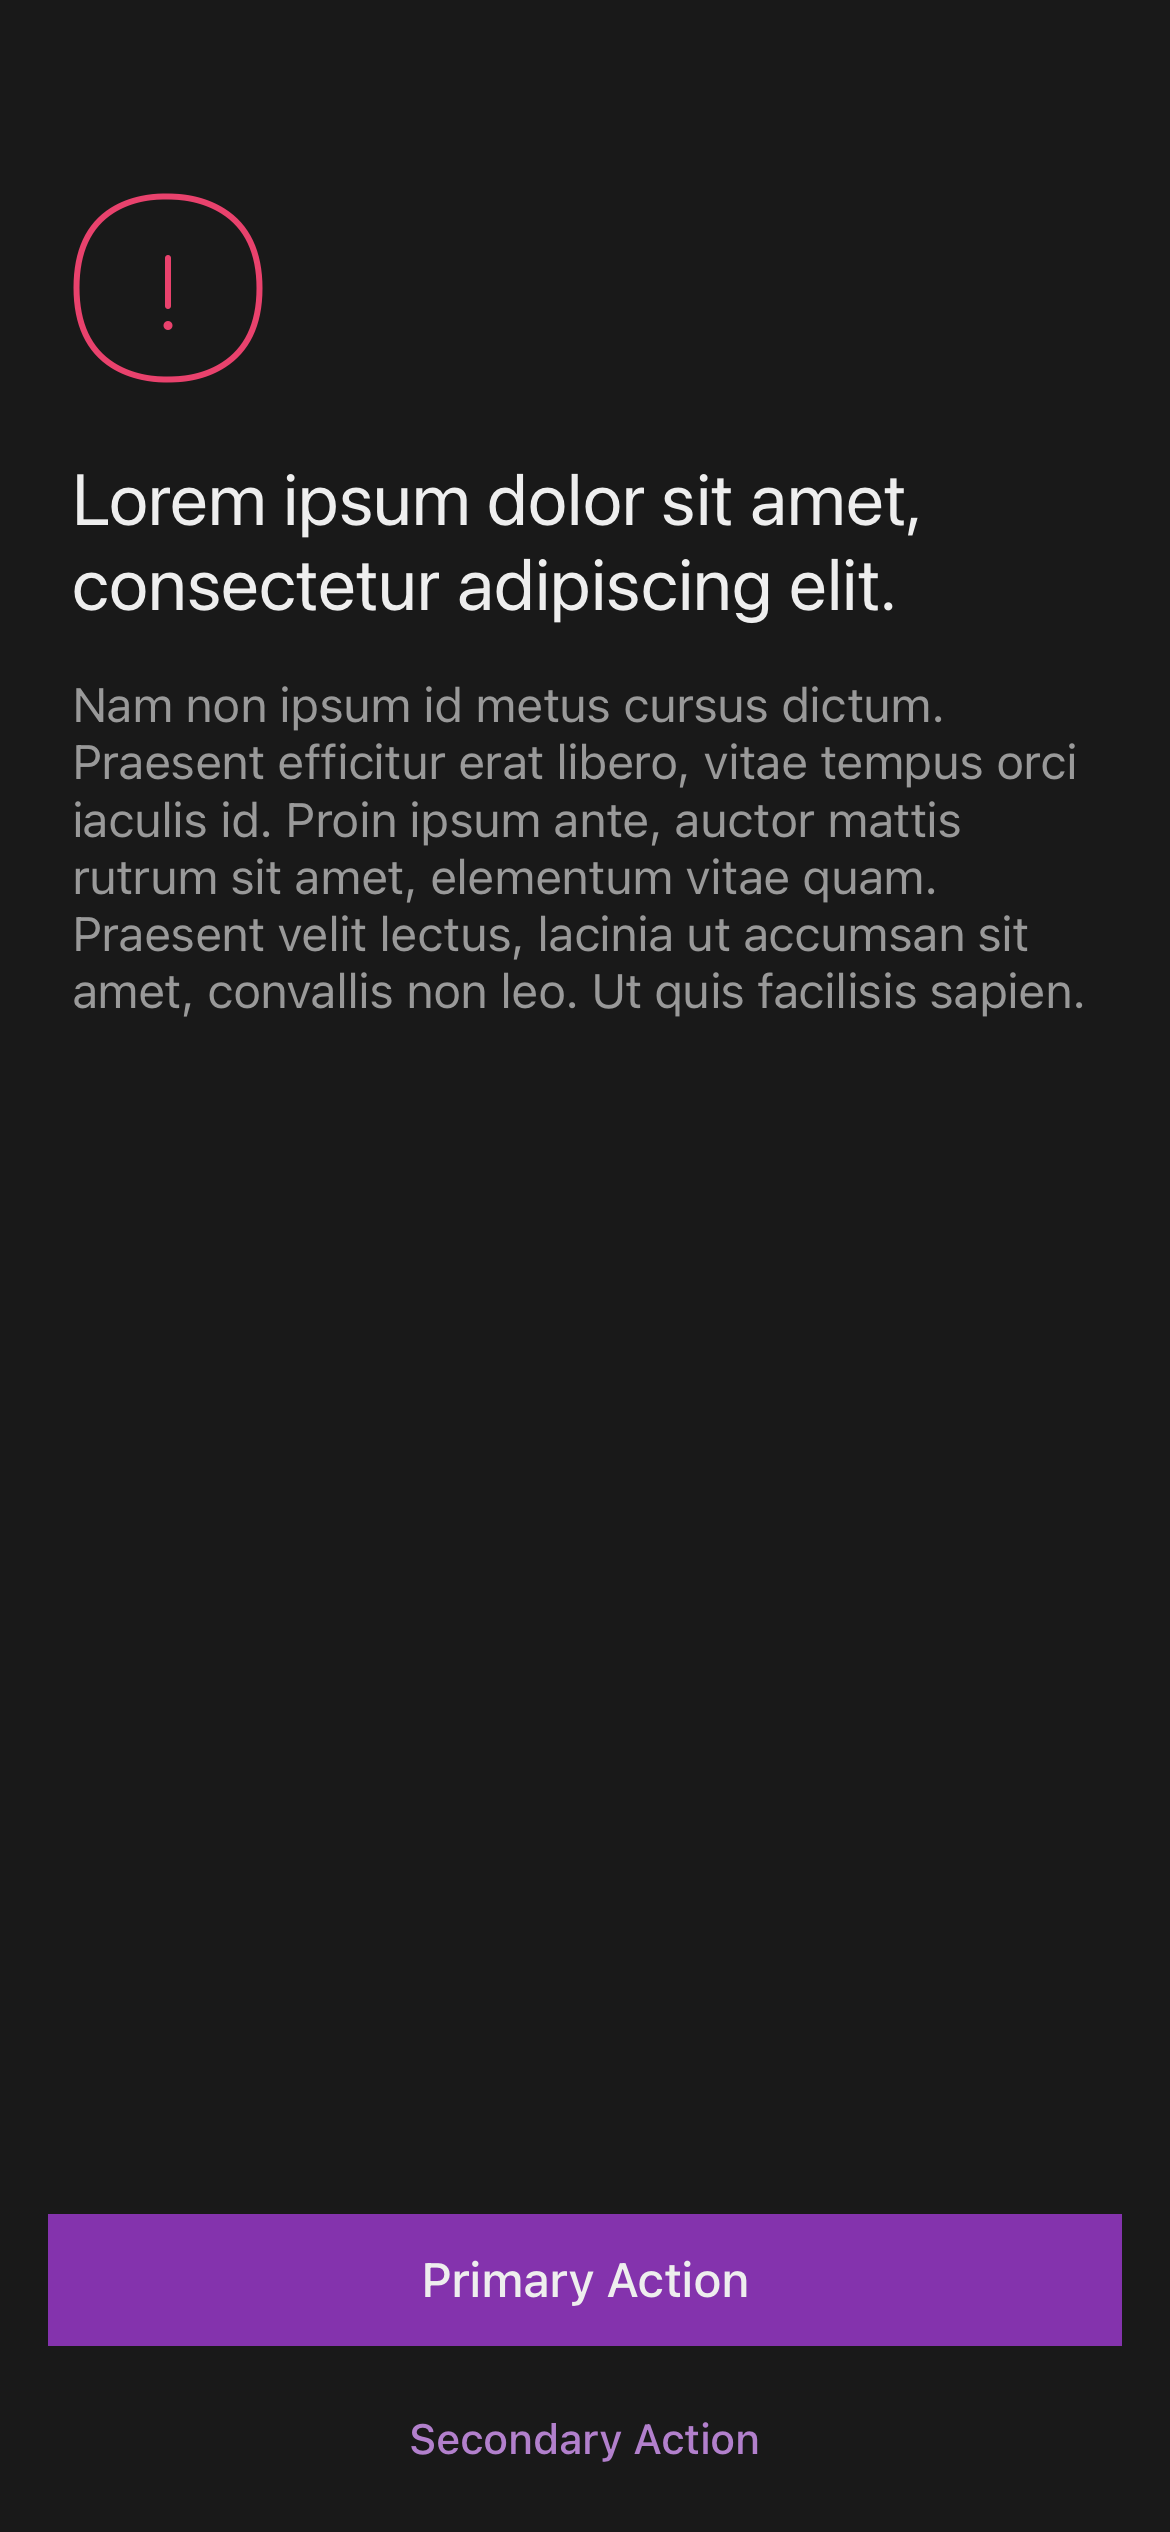 Lorem ipsum dolor sit amet,
consectetur adipiscing elit.
Nam non ipsum id metus cursus dictum.
Praesent efficitur erat libero, vitae tempus orci
iaculis id. Proin ipsum ante, auctor mattis
rutrum sit amet, elementum vitae quam.
Praesent velit lectus, lacinia ut accumsan sit
amet, convallis non leo. Ut quis facilisis sapien.
Primary Action
Secondary Action